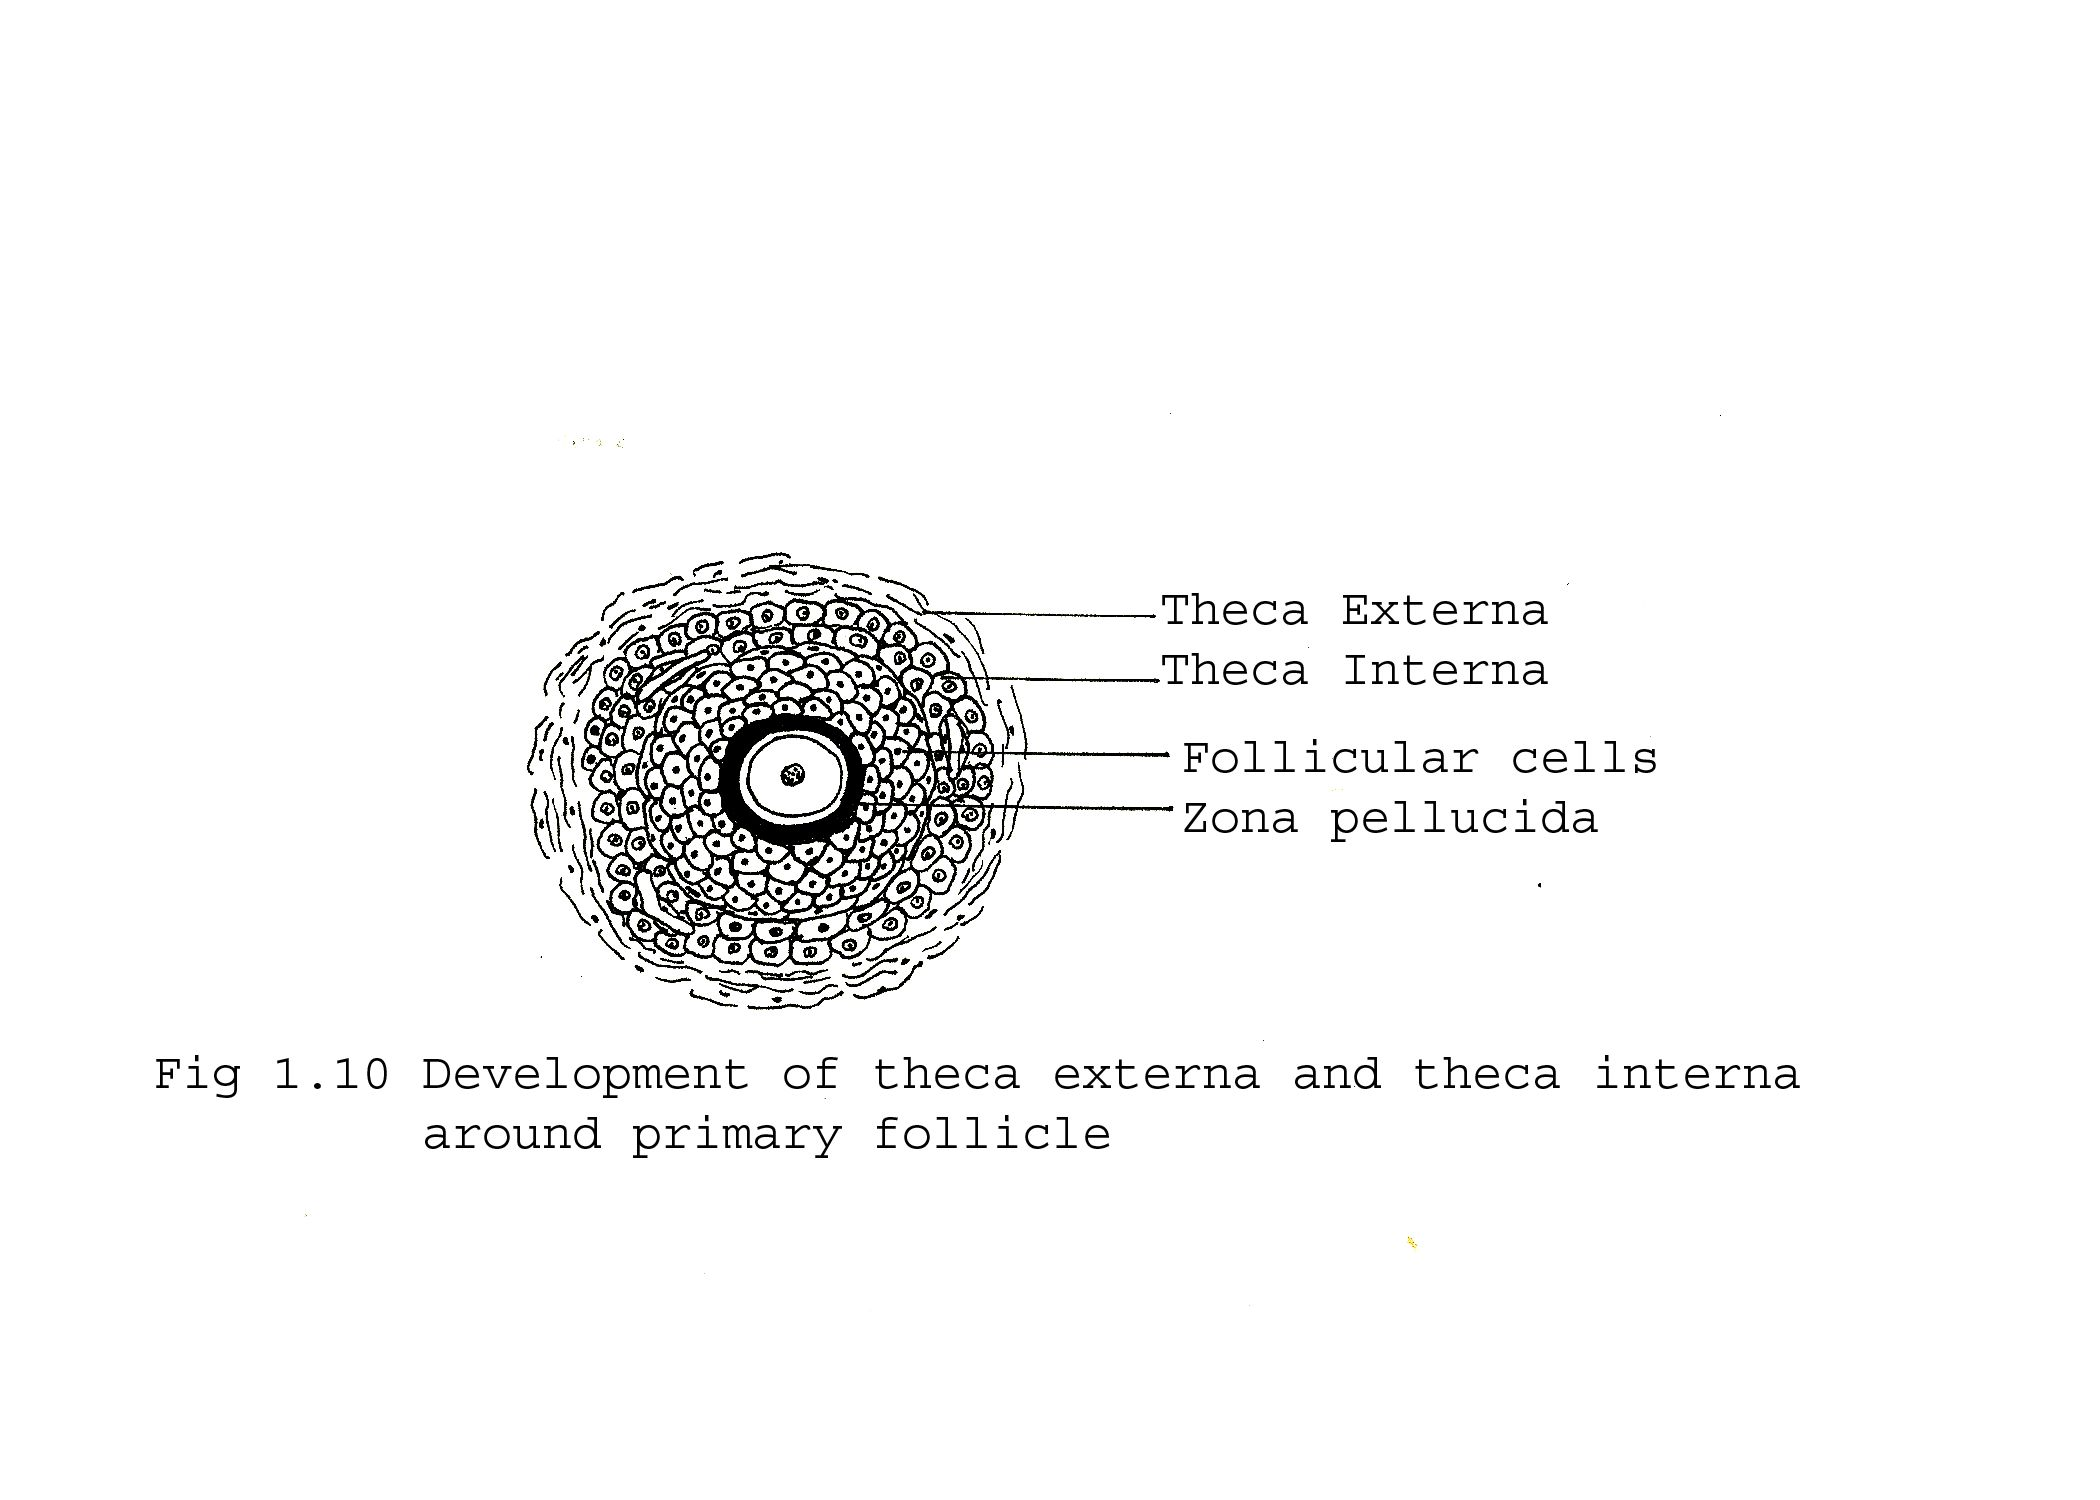 Theca Externa
Theca Interna
Follicular cells
Zona pellucida
Fig 1.10 Development of theca externa and theca interna
around primary follicle